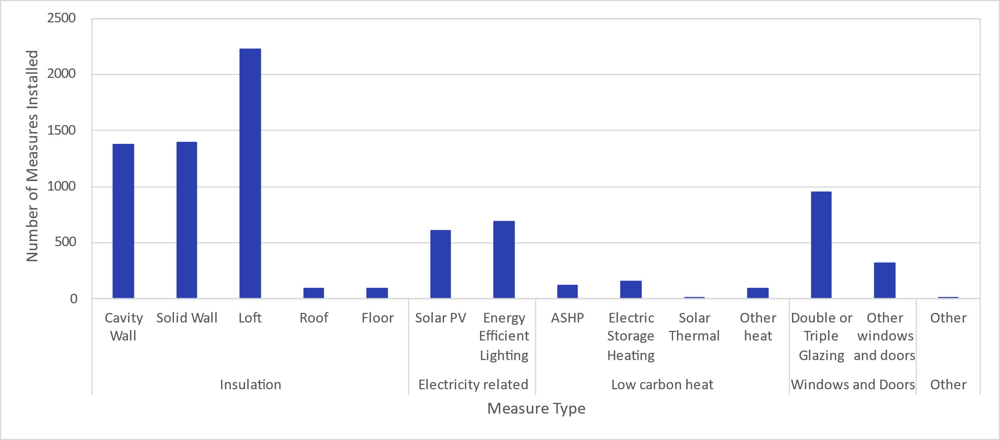 2500
2000
1500
1000
500
0
Number of Measures Installed
Cavity Wall
Solid Wall
Loft
Roof
Floor
Solar PV
Energy
Efficient
Lighting
ASHP
Electric
Storage
Heating
Solar
Thermal
Other
heat
Double or
Triple
Glazing
Other
windows
and doors
Other
Insulation
Electricity related
Low carbon heat
Windows and Doors
Other
Measure Type